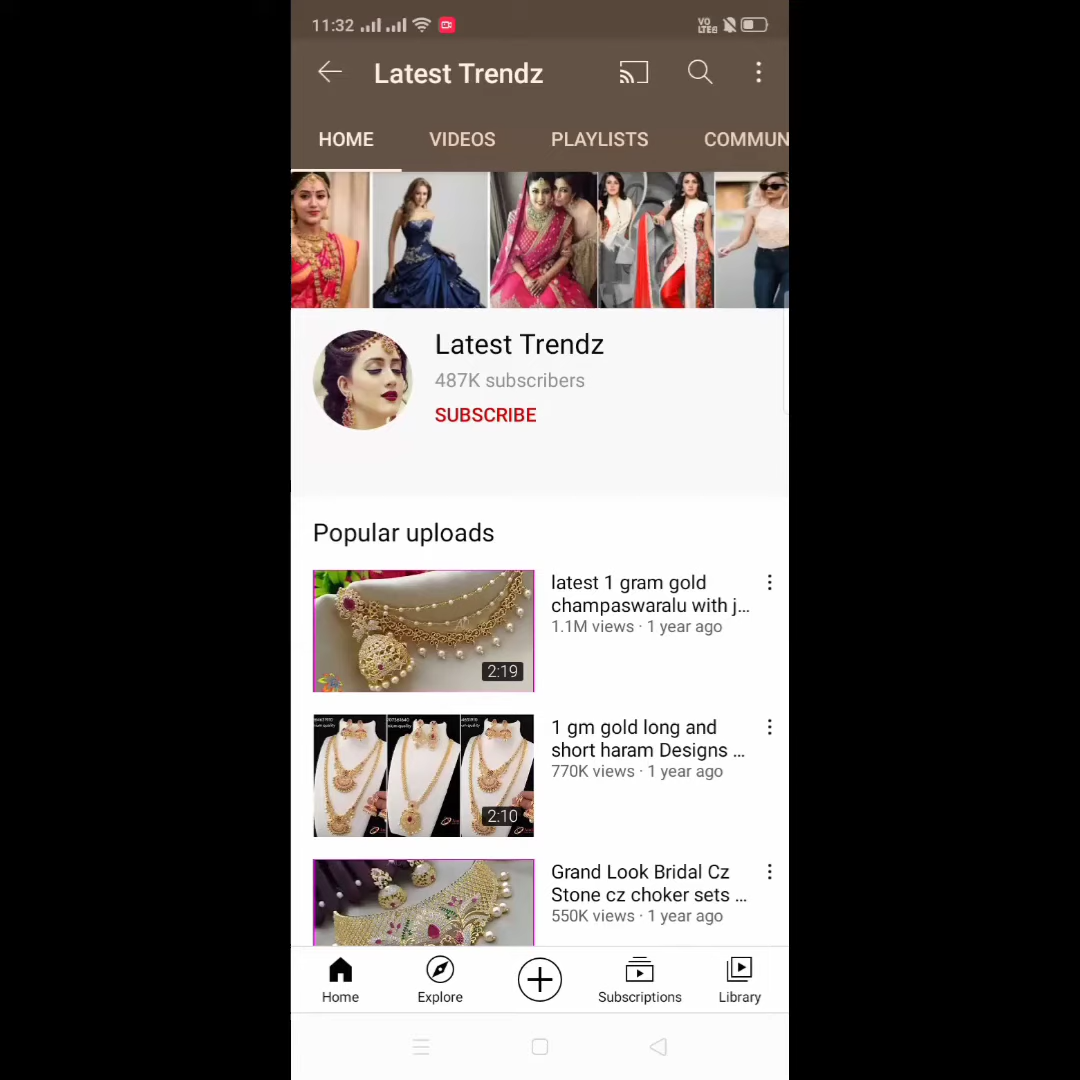 11:32
VO
LTE
Latest Trendz
HOME
VIDEOS
PLAYLISTS
COMMUN
Latest Trendz
487K subscribers
SUBSCRIBE
Popular uploads
latest 1 gram gold
champaswaralu with j...
1.1M views · 1 year ago
2:19
1 gm gold long and
short haram Designs ...
770K views · 1 year ago
2:10
Grand Look Bridal Cz
Stone cz choker sets ...
550K views · 1 year ago
Home
Explore
Subscriptions
Library